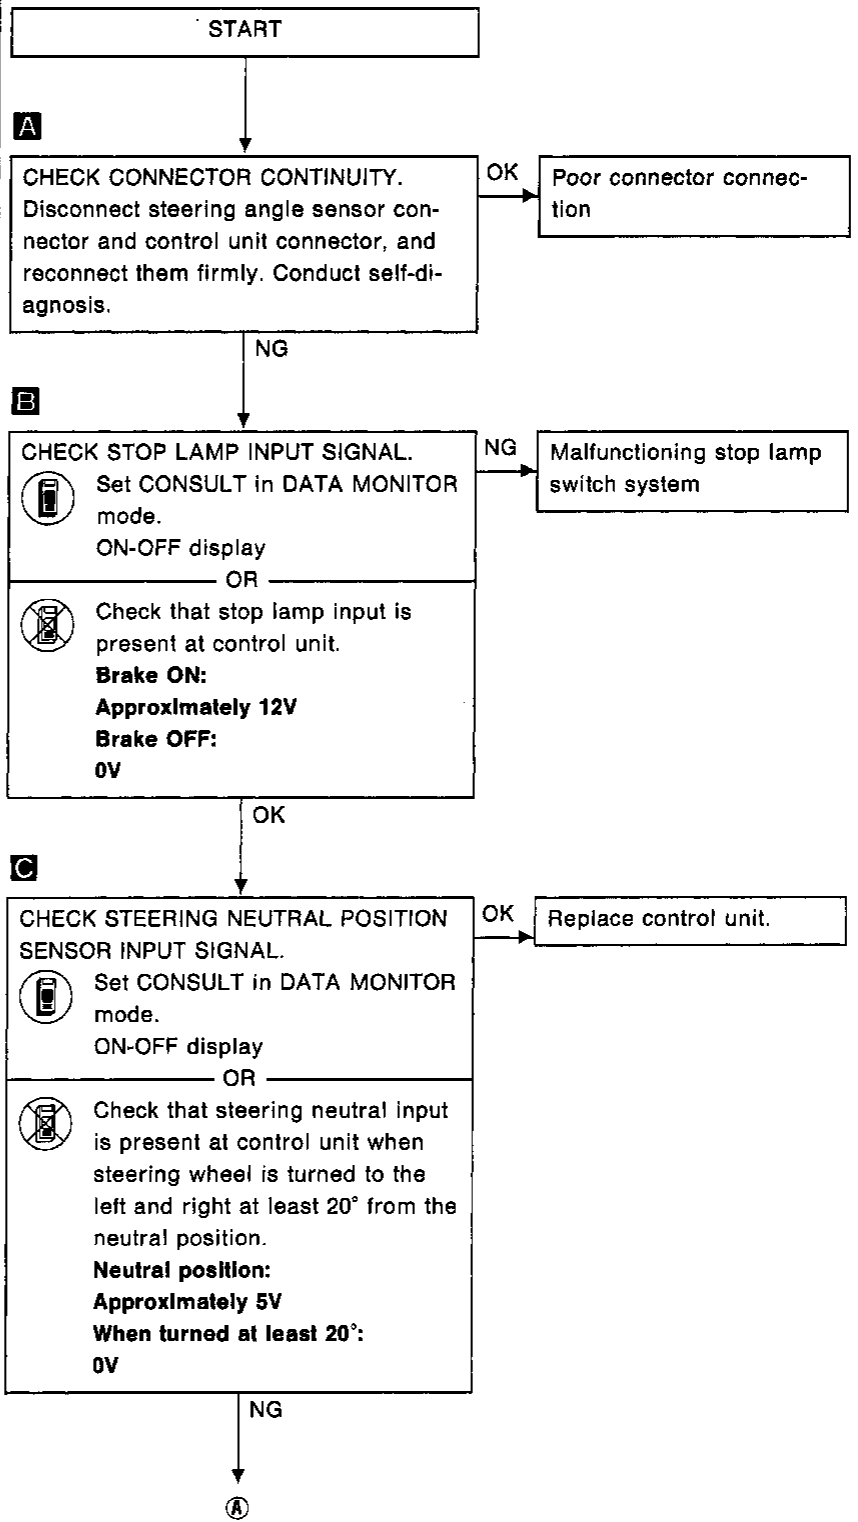 START
A
CHECK CONNECTOR CONTINUITY.
Disconnect steering angle sensor con-
nector and control unit connector, and
reconnect them firmly. Conduct self-di-
agnosis.
OK
Poor connector connec-
tion
NG
B
CHECK STOP LAMP INPUT SIGNAL.
Set CONSULT in DATA MONITOR
mode.
ON-OFF display
OR
Check that stop lamp input is
present at control unit.
Brake ON:
Approximately 12V
Brake OFF:
0V
NG
Malfunctioning stop lamp
switch system
OK
C
CHECK STEERING NEUTRAL POSITION
SENSOR INPUT SIGNAL.
Set CONSULT in DATA MONITOR
mode.
ON-OFF display
OR
Check that steering neutral input
is present at control unit when
steering wheel is turned to the
left and right at least 20° from the
neutral position.
Neutral position:
Approximately 5V
When turned at least 20°:
0V
OK
Replace control unit.
NG
Ⓐ